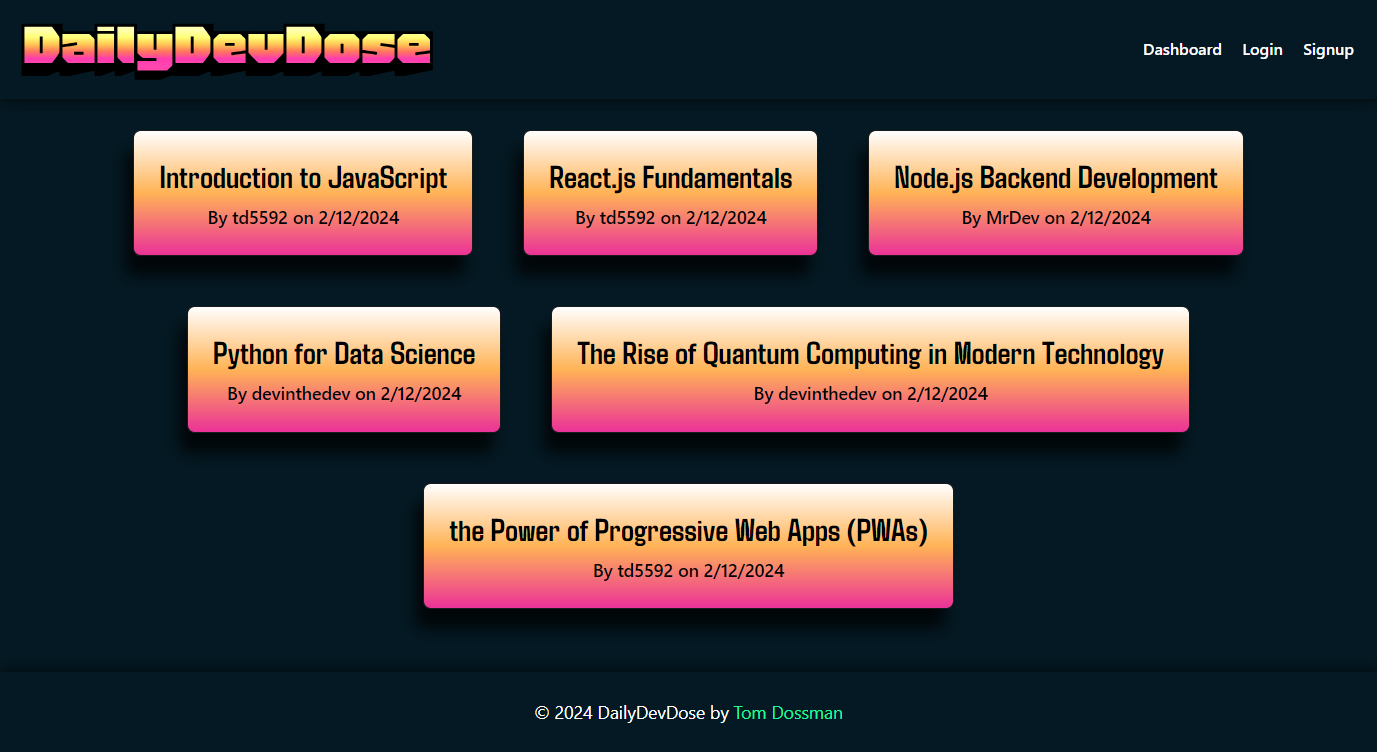 DailyDevDose
Dashboard Login Signup
Introduction to JavaScript
By td5592 on 2/12/2024
React.js Fundamentals
By td5592 on 2/12/2024
Node.js Backend Development
By MrDev on 2/12/2024
Python for Data Science
By devinthedev on 2/12/2024
The Rise of Quantum Computing in Modern Technology
By devinthedev on 2/12/2024
the Power of Progressive Web Apps (PWAs)
By td5592 on 2/12/2024
© 2024 DailyDevDose by Tom Dossman